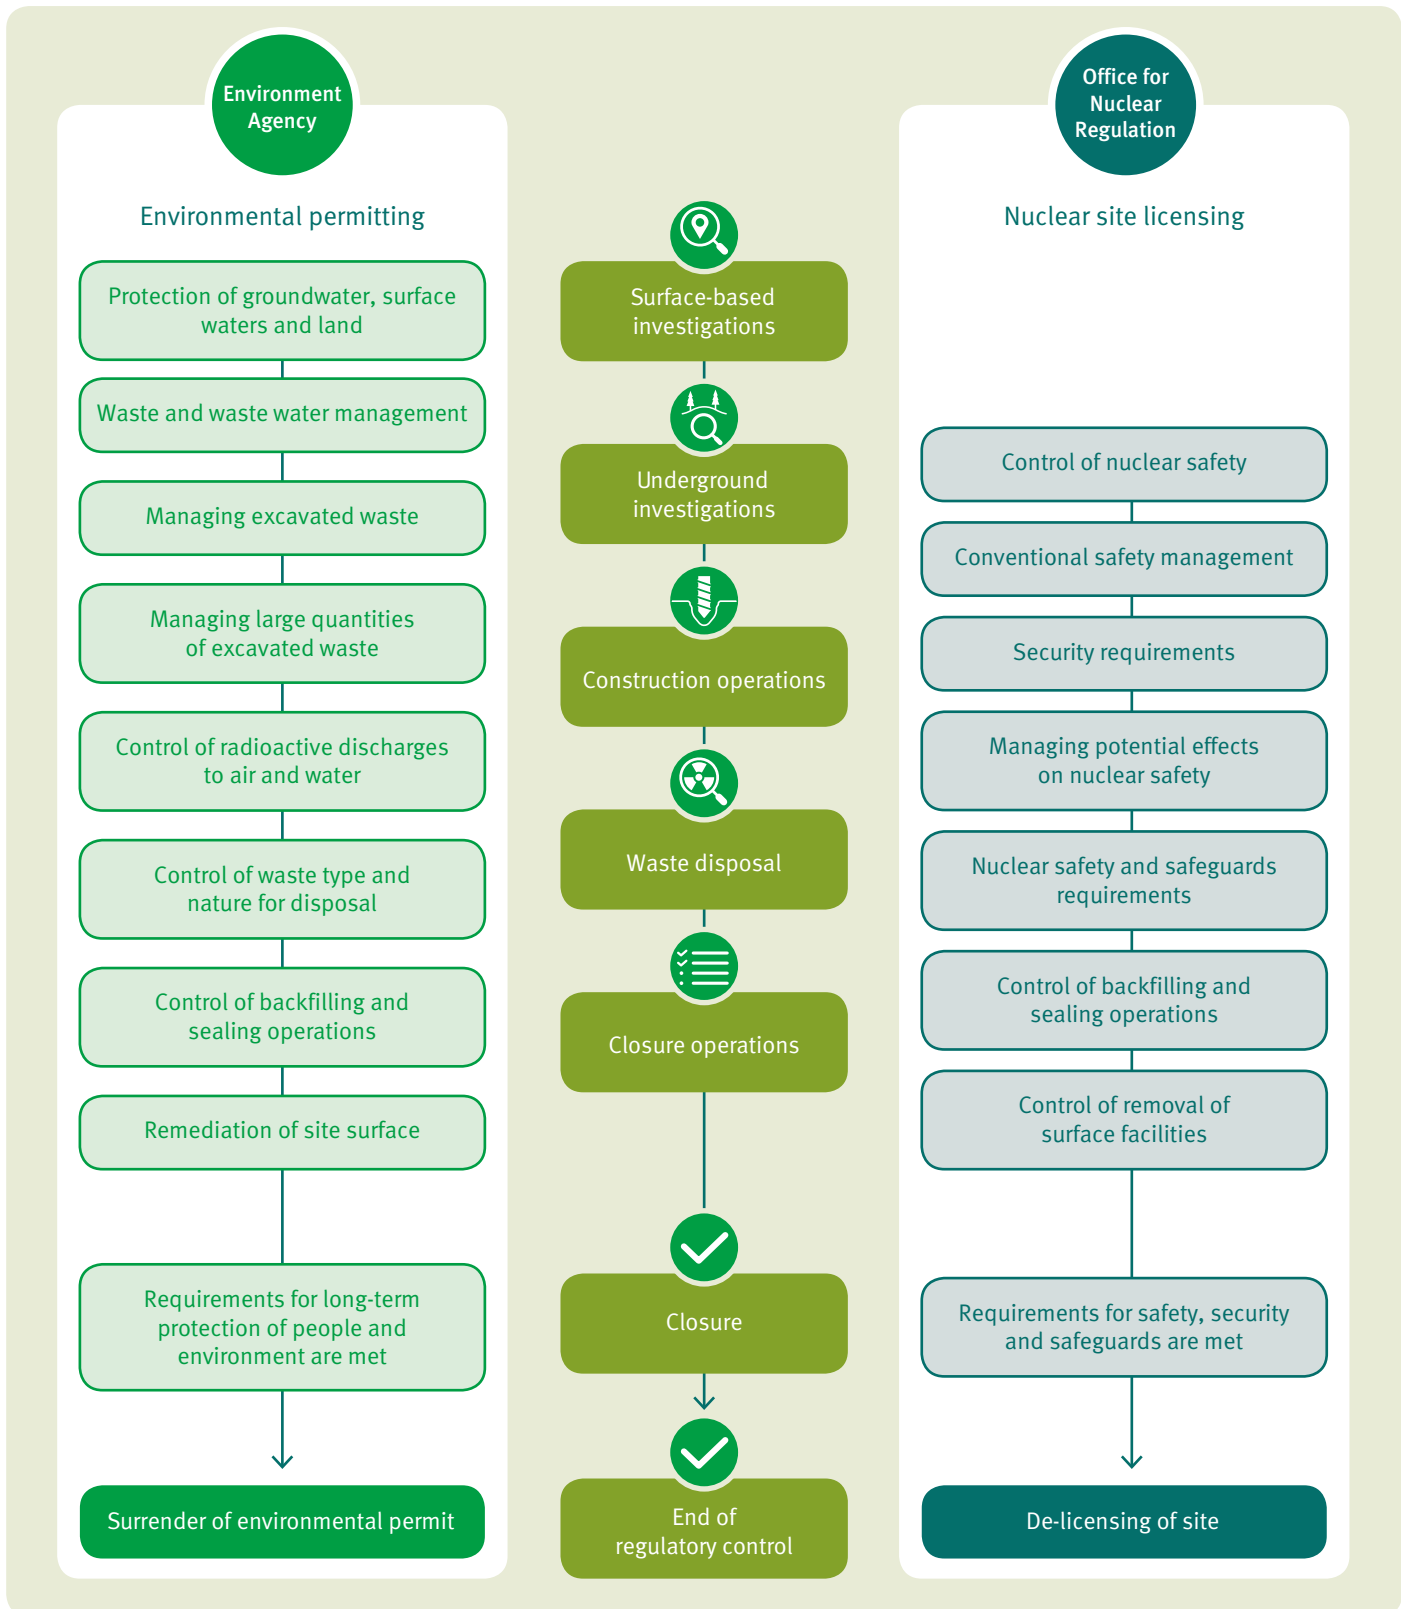 Environment
Agency
Environmental permitting
Protection of groundwater, surface
waters and land
Waste and waste water management
Managing excavated waste
Managing large quantities
of excavated waste
Control of radioactive discharges
to air and water
Control of waste type and
nature for disposal
Control of backfilling and
sealing operations
Remediation of site surface
Requirements for long-term
protection of people and
environment are met
Surrender of environmental permit
Surface-based
investigations
Underground
investigations
Construction operations
Waste disposal
Closure operations
Closure
End of
regulatory control
Office for
Nuclear
Regulation
Nuclear site licensing
Control of nuclear safety
Conventional safety management
Security requirements
Managing potential effects
on nuclear safety
Nuclear safety and safeguards
requirements
Control of backfilling and
sealing operations
Control of removal of
surface facilities
Requirements for safety, security
and safeguards are met
De-licensing of site